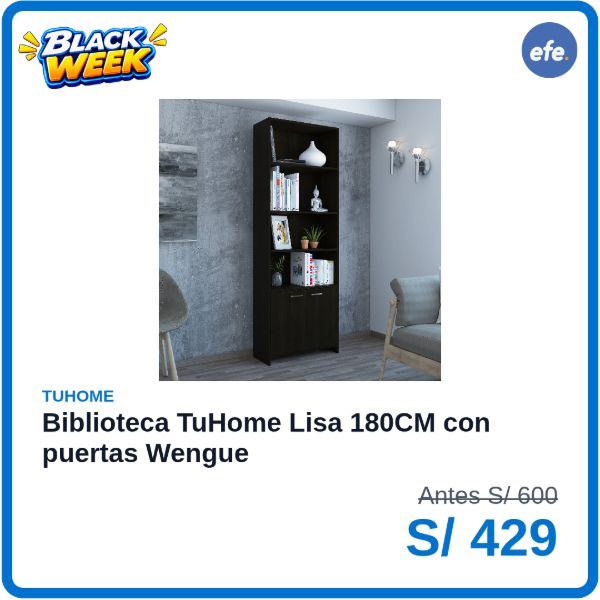 BLACK
WEEK
efe.
TUHOME
Biblioteca TuHome Lisa 180CM con
puertas Wengue
Antes S/ 600
S/ 429